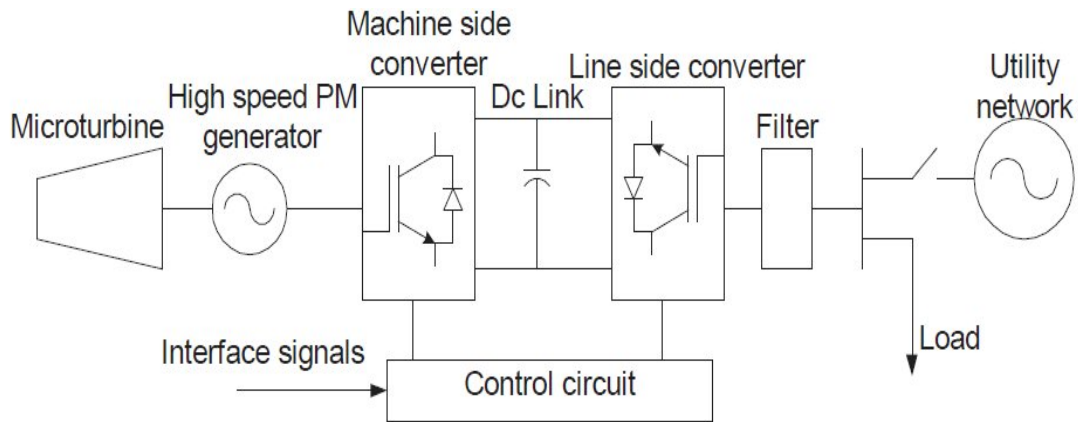 Machine side
converter
Line side converter
Utility
network
High speed PM
generator
Dc Link
Filter
Microturbine
Load
Interface signals
Control circuit